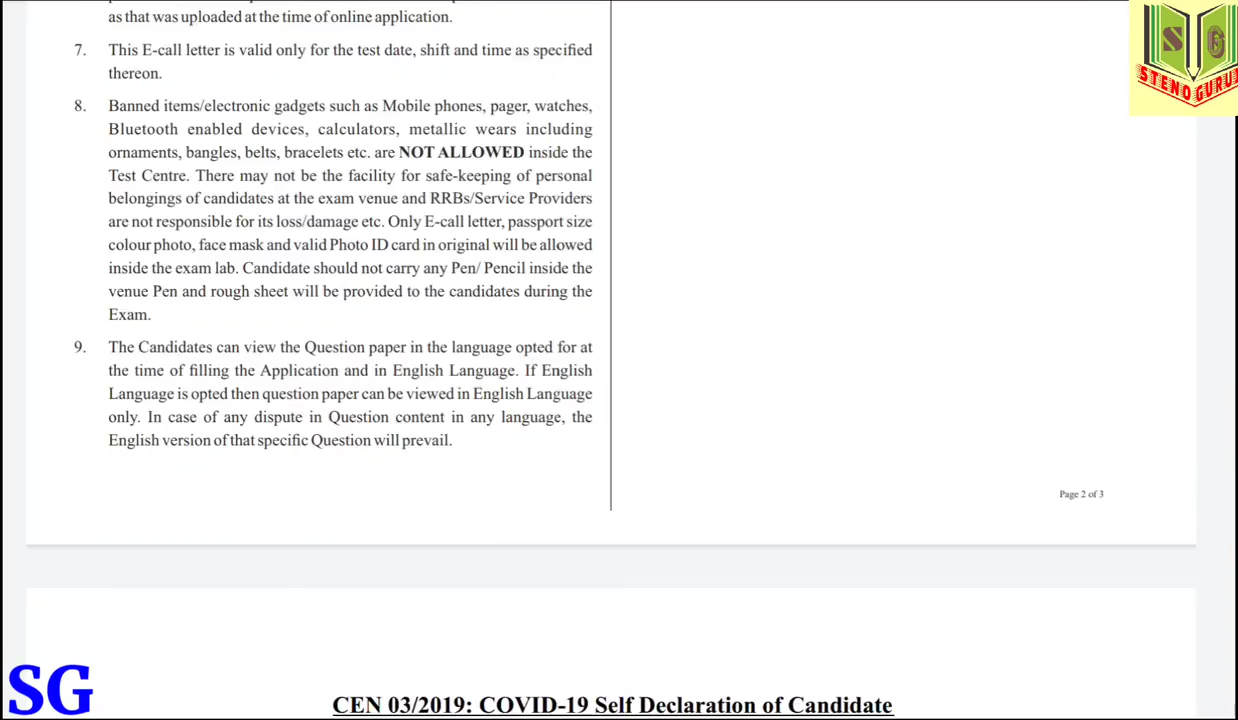 as that was uploaded at the time of online application.
7. This E-call letter is valid only for the test date, shift and time as specified
thereon.
8. Banned items/electronic gadgets such as Mobile phones, pager, watches,
Bluetooth enabled devices, calculators, metallic wears including
ornaments, bangles, belts, bracelets etc. are NOT ALLOWED inside the
Test Centre. There may not be the facility for safe-keeping of personal
belongings of candidates at the exam venue and RRBs/Service Providers
are not responsible for its loss/damage etc. Only E-call letter, passport size
colour photo, face mask and valid Photo ID card in original will be allowed
inside the exam lab. Candidate should not carry any Pen/ Pencil inside the
venue Pen and rough sheet will be provided to the candidates during the
Exam.
9. The Candidates can view the Question paper in the language opted for at
the time of filling the Application and in English Language. If English
Language is opted then question paper can be viewed in English Language
only. In case of any dispute in Question content in any language, the
English version of that specific Question will prevail.
Page 2 of 3
CEN 03/2019: COVID-19 Self Declaration of Candidate
SG
SG
STENO GURUJI